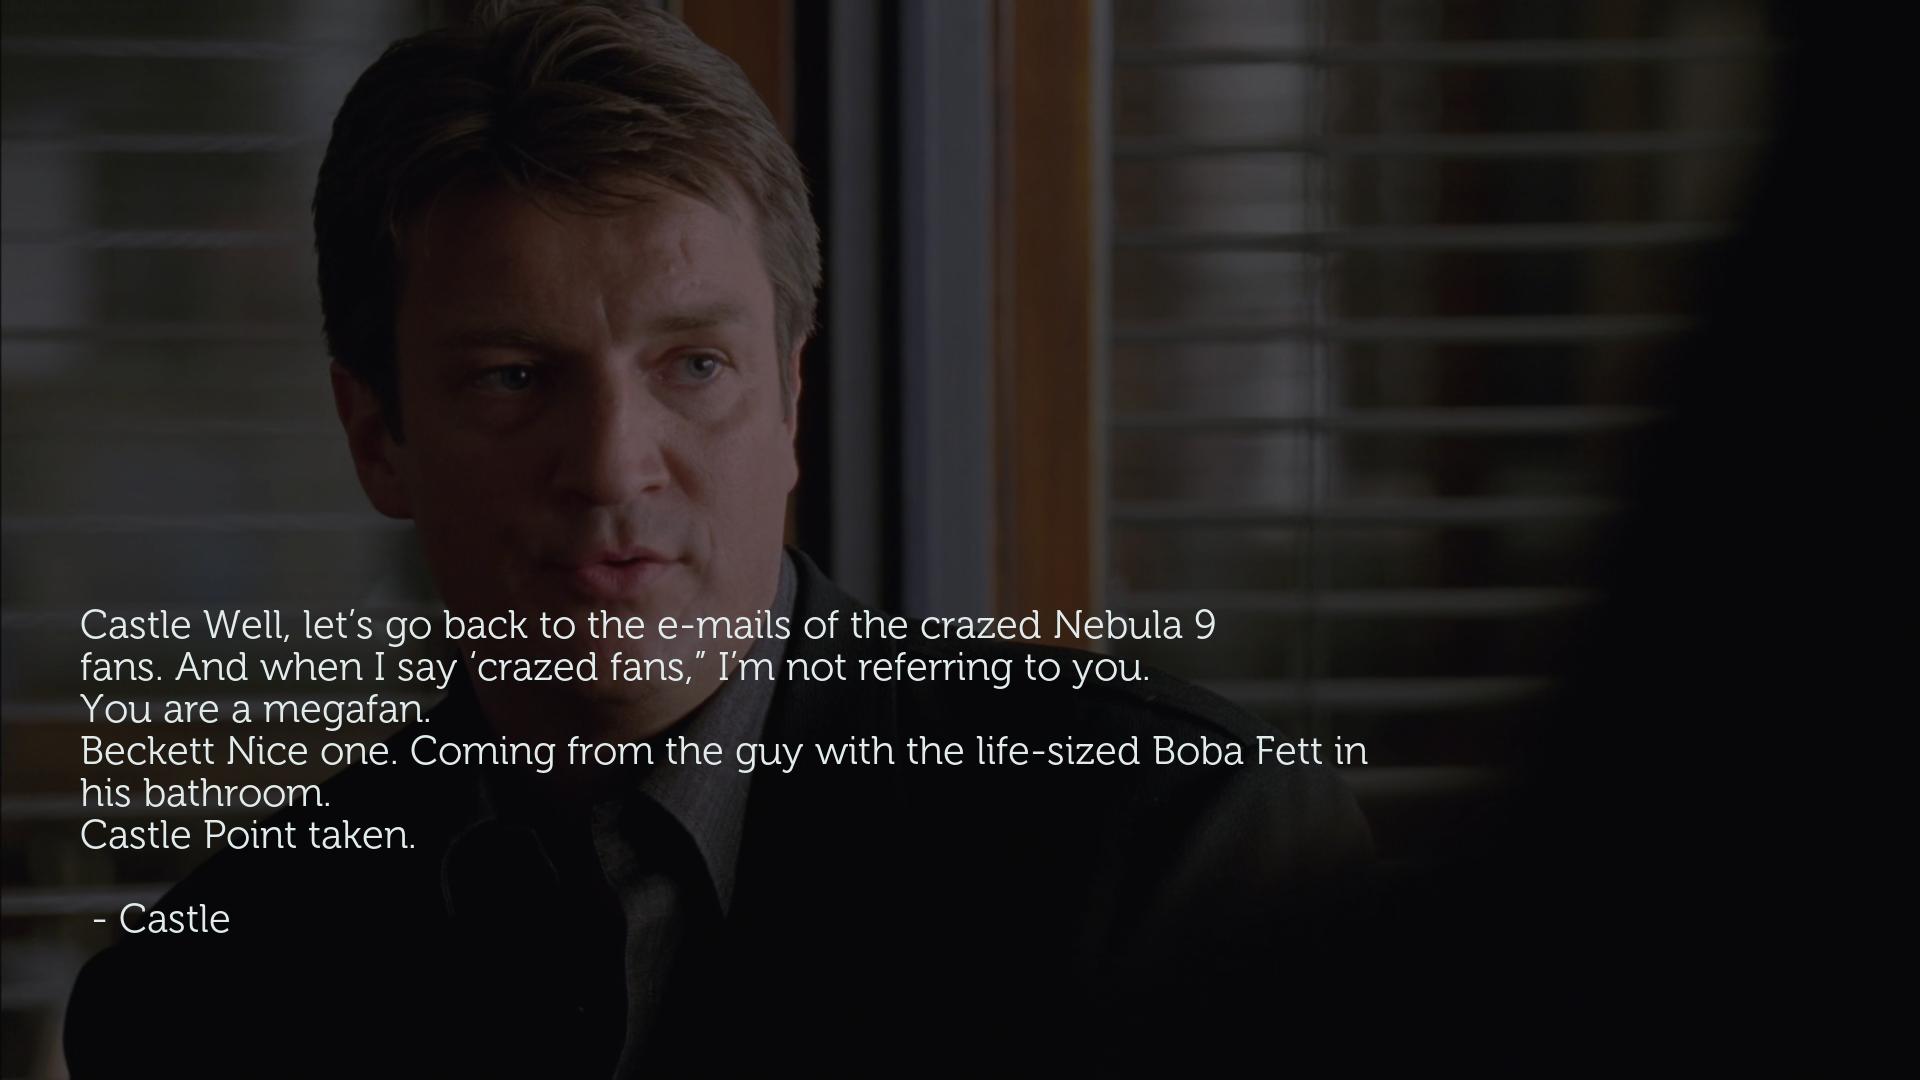 Castle Well, let’s go back to the e-mails of the crazed Nebula 9
fans. And when I say ‘crazed fans,” I’m not referring to you.
You are a megafan.
Beckett Nice one. Coming from the guy with the life-sized Boba Fett in
his bathroom.
Castle Point taken.
- Castle